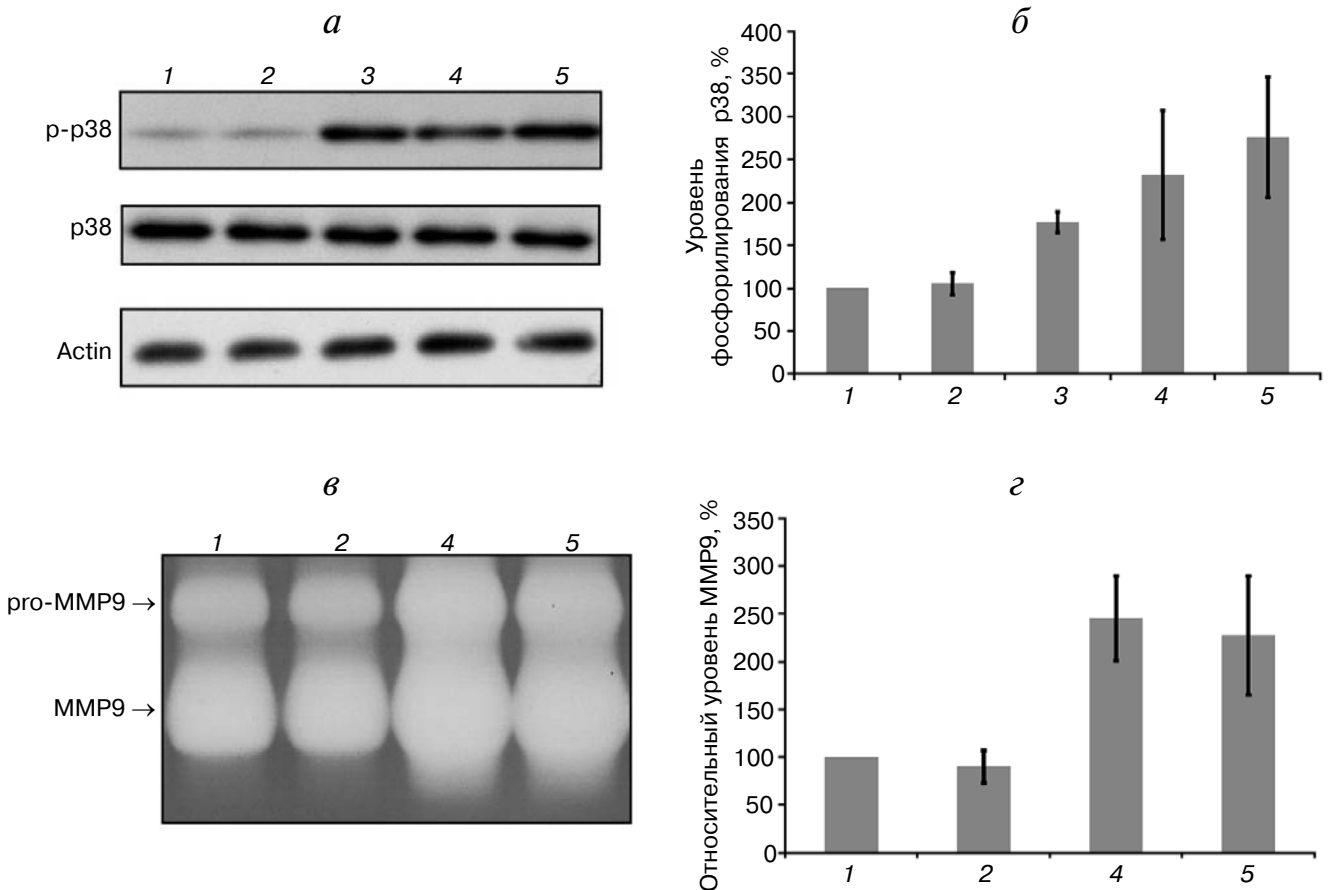 а
1 2 3 4 5
p-p38
p38
Actin
б
Уровень
фосфорилирования p38, %
400
350
300
250
200
150
100
50
0
1 2 3 4 5
в
1 2 4 5
pro-MMP9 →
MMP9 →
г
Относительный уровень MMP9, %
350
300
250
200
150
100
50
0
1 2 4 5